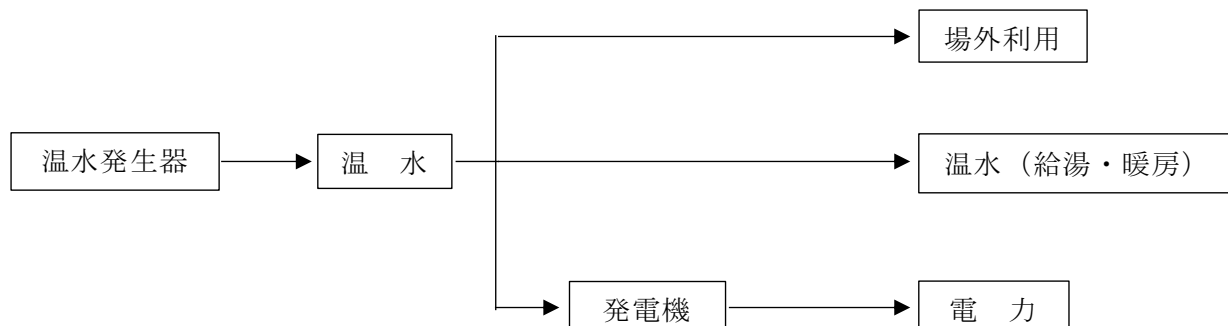 場外利用
温水発生器
温　水
温水（給湯・暖房）
発電機
電　力